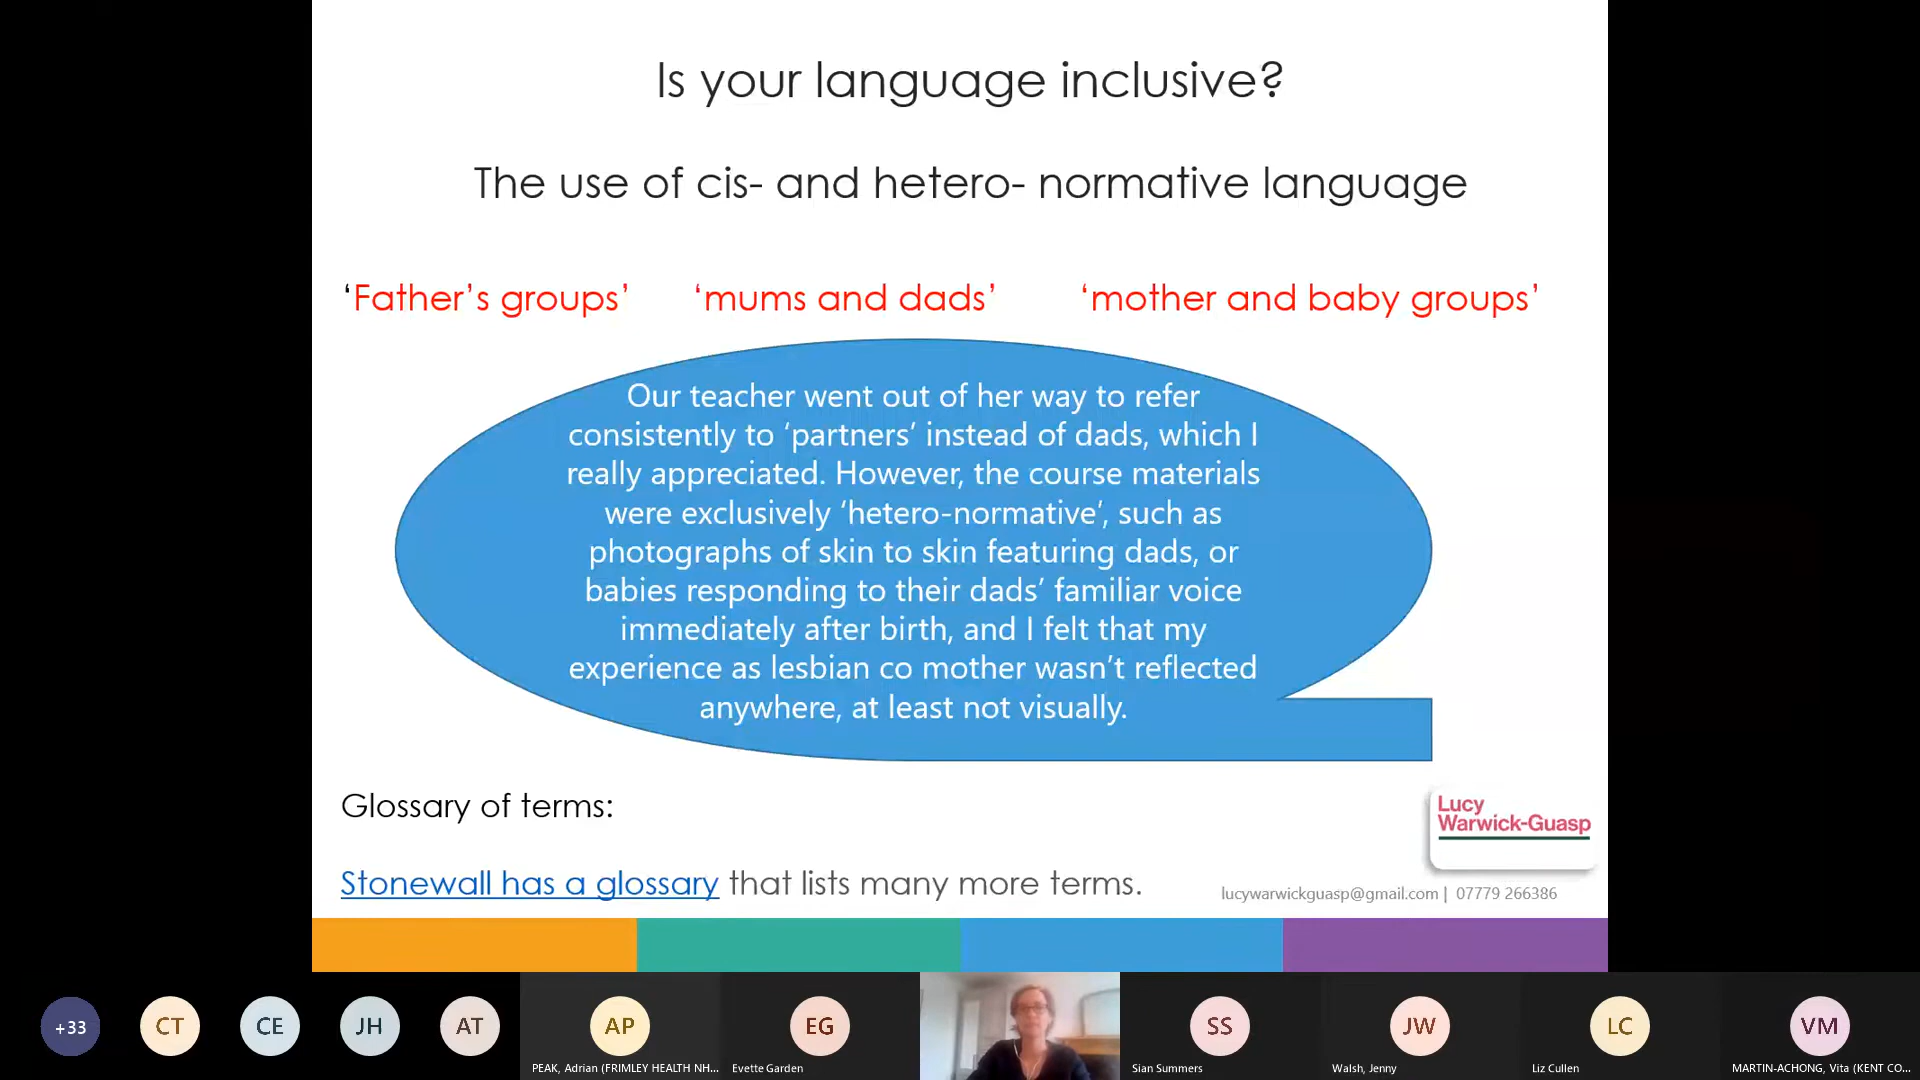 Is your language inclusive?
The use of cis- and hetero- normative language
‘Father’s groups’ ‘mums and dads’ ‘mother and baby groups’
Our teacher went out of her way to refer
consistently to ‘partners’ instead of dads, which I
really appreciated. However, the course materials
were exclusively ‘hetero-normative’, such as
photographs of skin to skin featuring dads, or
babies responding to their dads’ familiar voice
immediately after birth, and I felt that my
experience as lesbian co mother wasn’t reflected
anywhere, at least not visually.
Glossary of terms:
Lucy
Warwick-Guasp
Stonewall has a glossary that lists many more terms.
lucywarwickguasp@gmail.com | 07779 266386
+33 CT CE JH AT AP EG SS JW LC VM
PEAK, Adrian (FRIMLEY HEALTH NH... Evette Garden Sian Summers Walsh, Jenny Liz Cullen MARTIN-ACHONG, Vita (KENT CO...